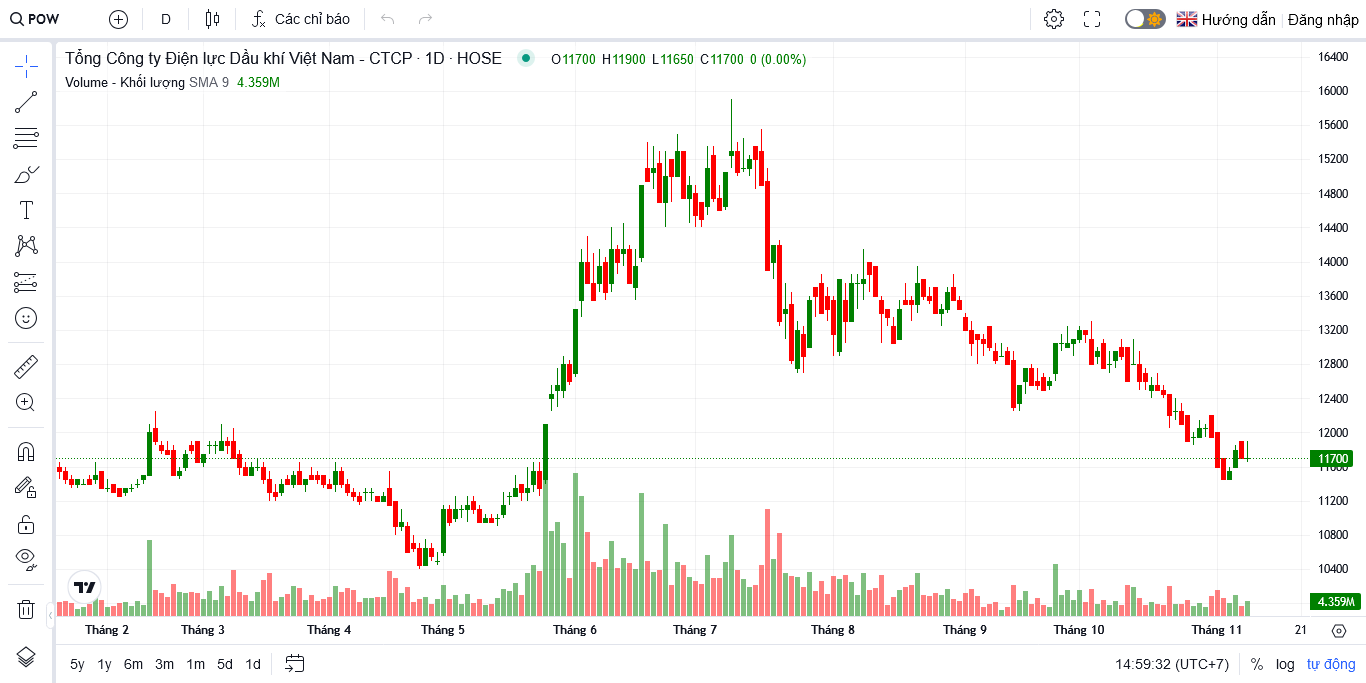 POW D Các chỉ báo Hướng dẫn Đăng nhập
Tổng Công ty Điện lực Dầu khí Việt Nam - CTCP · 1D · HOSE O11700 H11900 L11650 C11700 0 (0.00%)
Volume - Khối lượng SMA 9 4.359M
16400
16000
15600
15200
14800
14400
14000
13600
13200
12800
12400
12000
11700
11200
10800
10400
4.359M
Tháng 2 Tháng 3 Tháng 4 Tháng 5 Tháng 6 Tháng 7 Tháng 8 Tháng 9 Tháng 10 Tháng 11 21
5y 1y 6m 3m 1m 5d 1d 14:59:32 (UTC+7) % log tự động